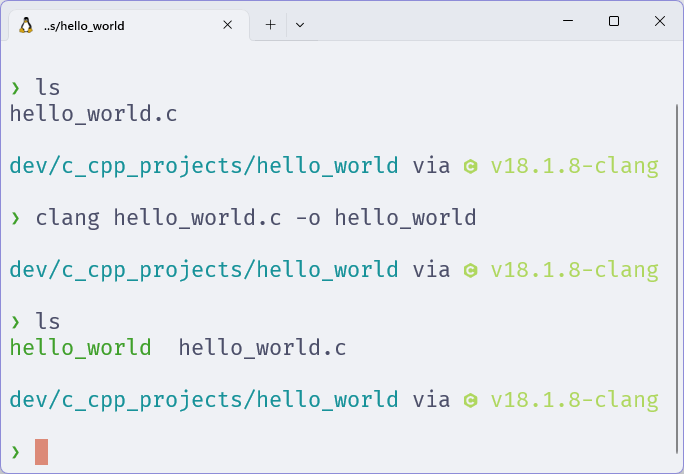 ..s/hello_world
❯ ls
hello_world.c
dev/c_cpp_projects/hello_world via C v18.1.8-clang
❯ clang hello_world.c -o hello_world
dev/c_cpp_projects/hello_world via C v18.1.8-clang
❯ ls
hello_world  hello_world.c
dev/c_cpp_projects/hello_world via C v18.1.8-clang
❯